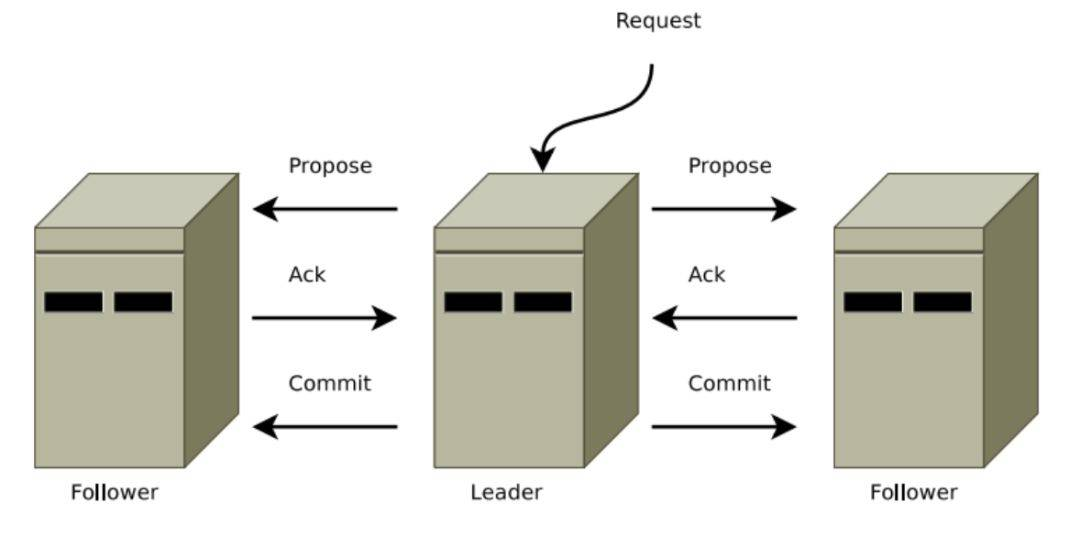 Request
Propose
Propose
Ack
Ack
Commit
Commit
Follower
Leader
Follower